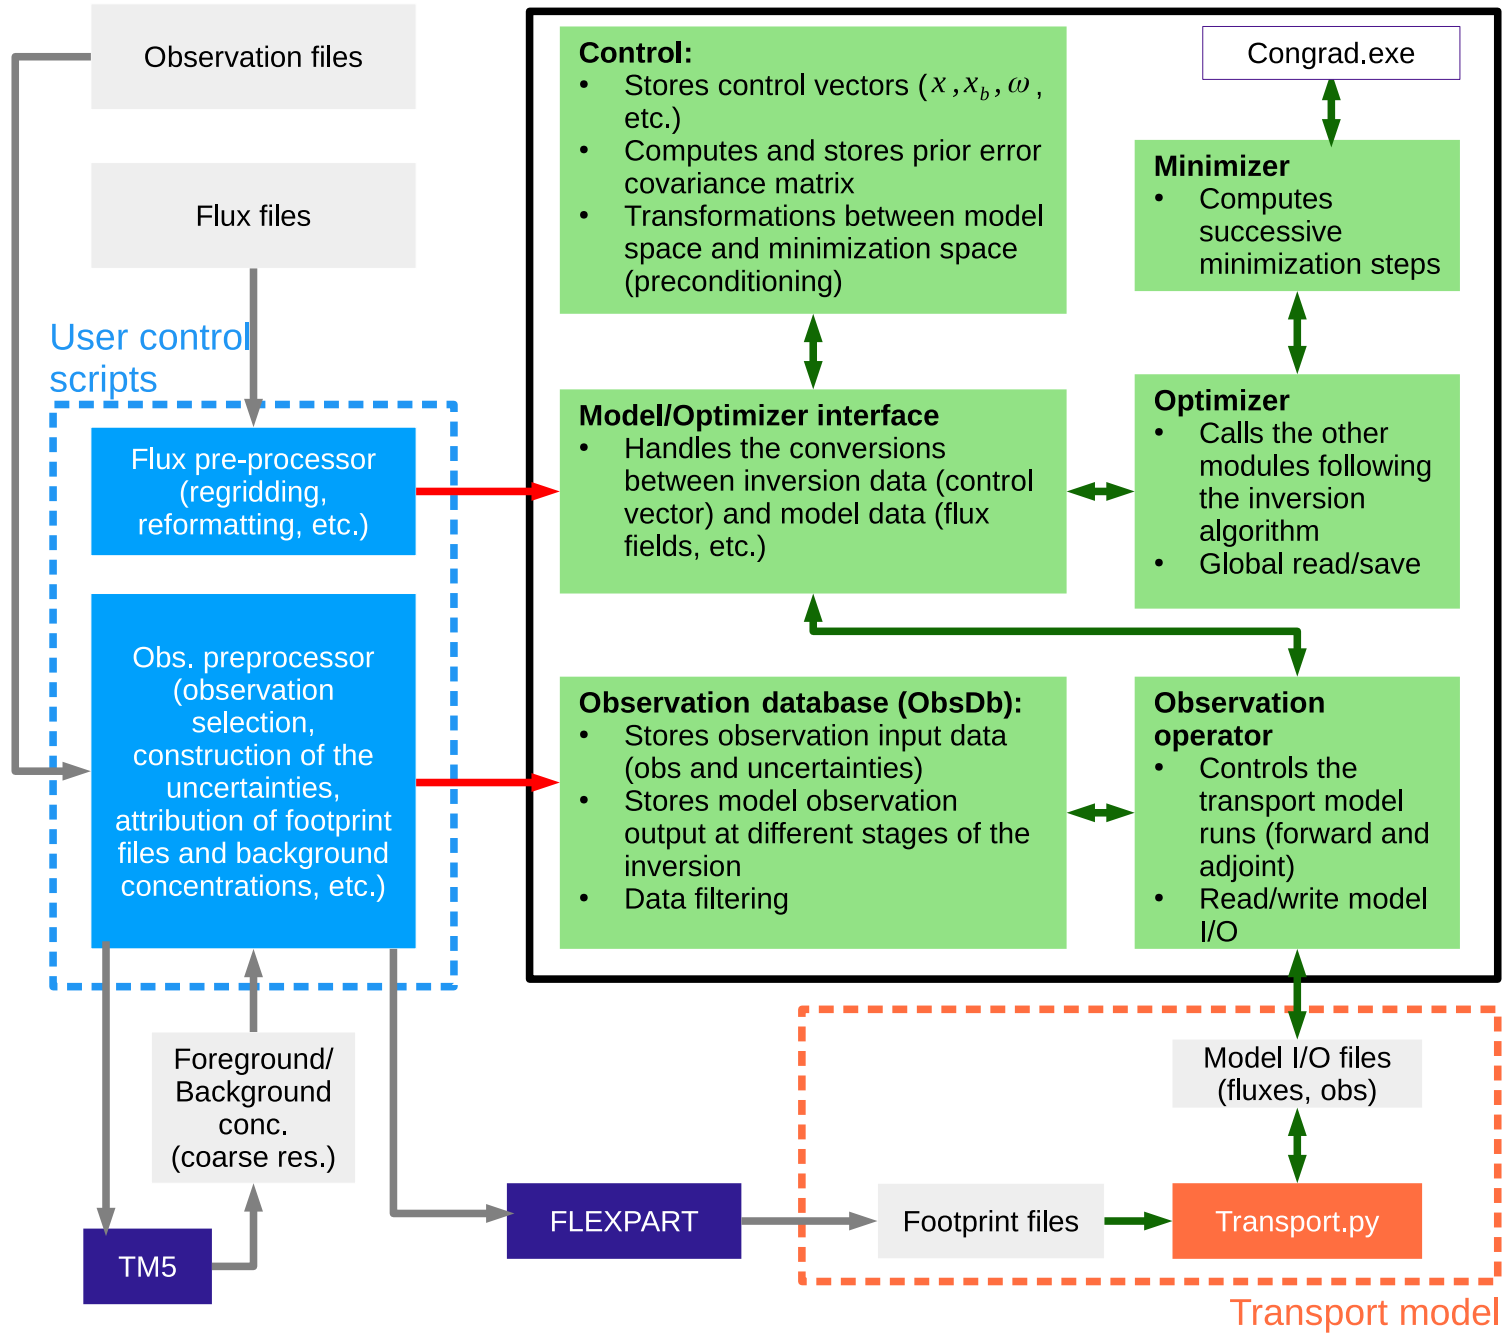 Observation files
Flux files
User control
scripts
Flux pre-processor
(regridding,
reformatting, etc.)
Obs. preprocessor
(observation
selection,
construction of the
uncertainties,
attribution of footprint
files and background
concentrations, etc.)
Foreground/
Background
conc.
(coarse res.)
TM5
FLEXPART
Control:
• Stores control vectors ( x , x_b , ω ,
etc.)
• Computes and stores prior error
covariance matrix
• Transformations between model
space and minimization space
(preconditioning)
Congrad.exe
Minimizer
• Computes
successive
minimization steps
Model/Optimizer interface
• Handles the conversions
between inversion data (control
vector) and model data (flux
fields, etc.)
Optimizer
• Calls the other
modules following
the inversion
algorithm
• Global read/save
Observation database (ObsDb):
• Stores observation input data
(obs and uncertainties)
• Stores model observation
output at different stages of the
inversion
• Data filtering
Observation
operator
• Controls the
transport model
runs (forward and
adjoint)
• Read/write model
I/O
Model I/O files
(fluxes, obs)
Footprint files
Transport.py
Transport model